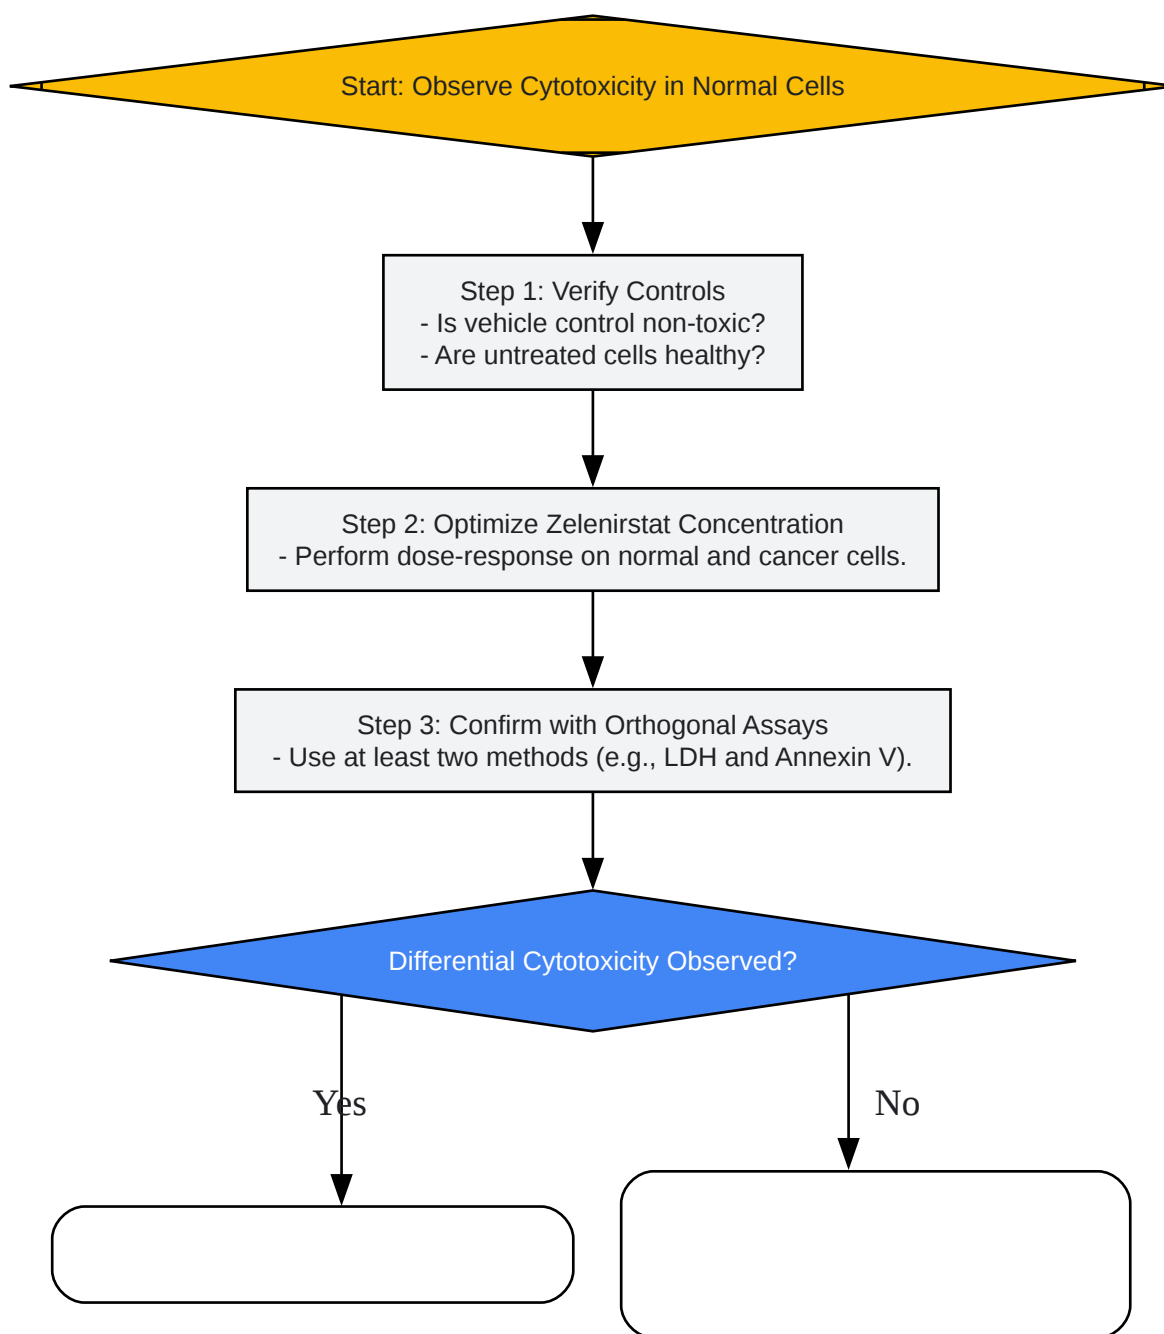 Start: Observe Cytotoxicity in Normal Cells
Step 1: Verify Controls
- Is vehicle control non-toxic?
- Are untreated cells healthy?
Step 2: Optimize Zelenirstat Concentration
- Perform dose-response on normal and cancer cells.
Step 3: Confirm with Orthogonal Assays
- Use at least two methods (e.g., LDH and Annexin V).
Differential Cytotoxicity Observed?
Yes
No